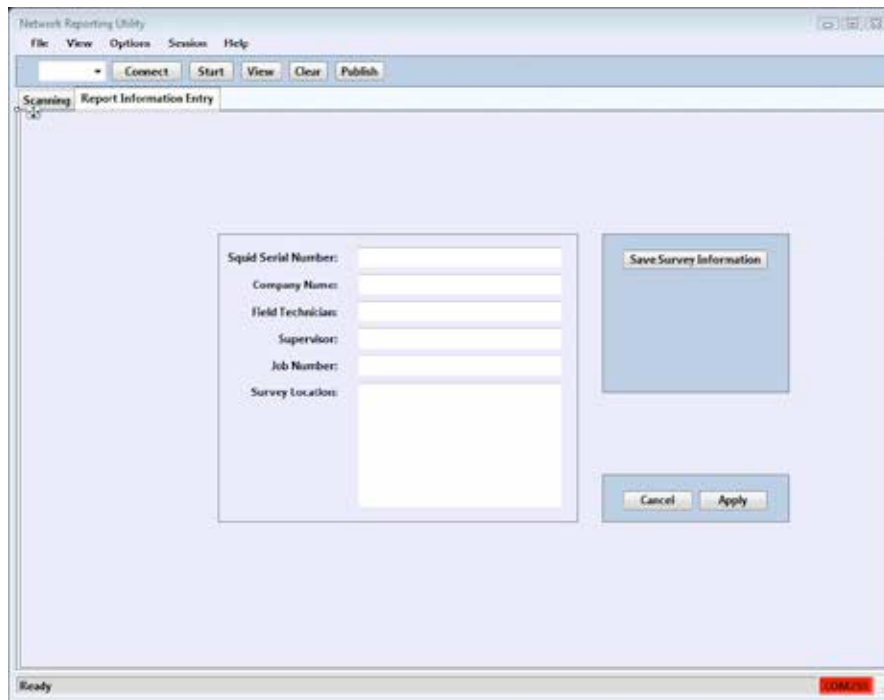 Network Reporting Utility
File View Options Session Help
Connect Start View Clear Publish
Scanning Report Information Entry
Squid Serial Number:
Save Survey Information
Company Name:
Field Technician:
Supervisor:
Job Number:
Survey Location:
Cancel Apply
Ready COM255